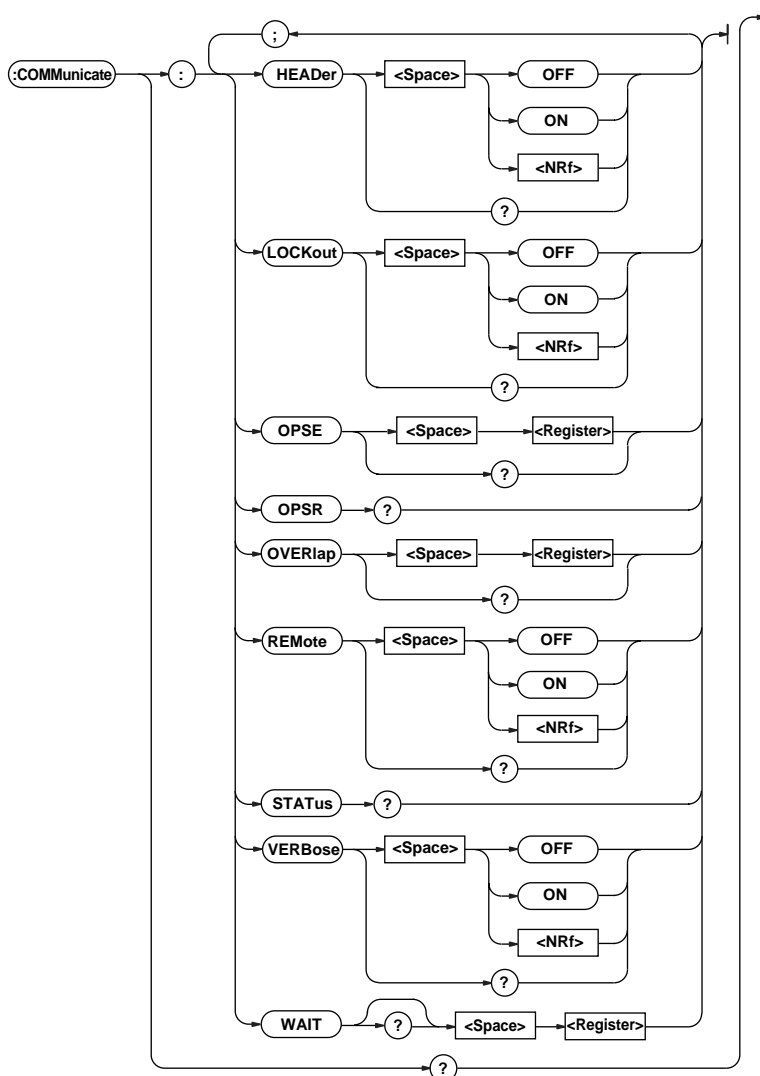 ;
:COMMunicate : HEADer <Space> OFF
ON
<NRf>
?
LOCKout <Space> OFF
ON
<NRf>
?
OPSE <Space> <Register>
?
OPSR ?
OVERlap <Space> <Register>
?
REMote <Space> OFF
ON
<NRf>
?
STATus ?
VERBose <Space> OFF
ON
<NRf>
?
WAIT ? <Space> <Register>
?